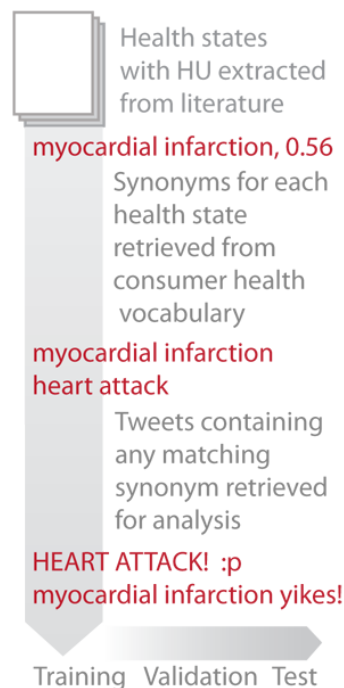 Health states
with HU extracted
from literature
myocardial infarction, 0.56
Synonyms for each
health state
retrieved from
consumer health
vocabulary
myocardial infarction
heart attack
Tweets containing
any matching
synonym retrieved
for analysis
HEART ATTACK! :p
myocardial infarction yikes!
Training Validation Test